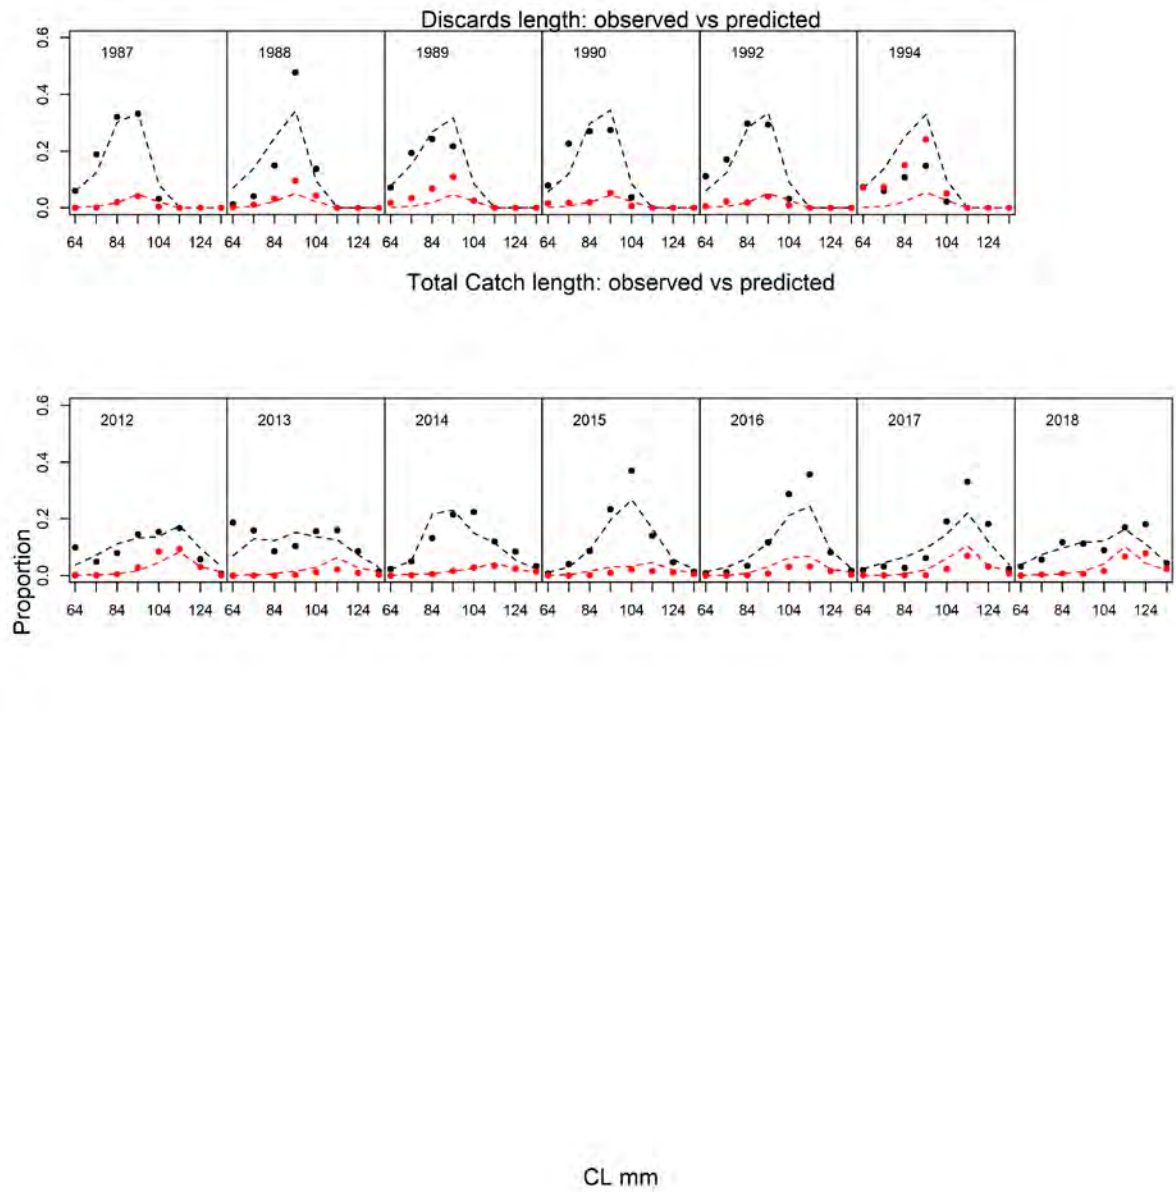 Discards length: observed vs predicted
0.0 0.2 0.4 0.6
1987 1988 1989 1990 1992 1994
64 84 104 124 64 84 104 124 64 84 104 124 64 84 104 124 64 84 104 124 64 84 104 124
Total Catch length: observed vs predicted
0.0 0.2 0.4 0.6
2012 2013 2014 2015 2016 2017 2018
64 84 104 124 64 84 104 124 64 84 104 124 64 84 104 124 64 84 104 124 64 84 104 124 64 84 104 124
Proportion
CL mm